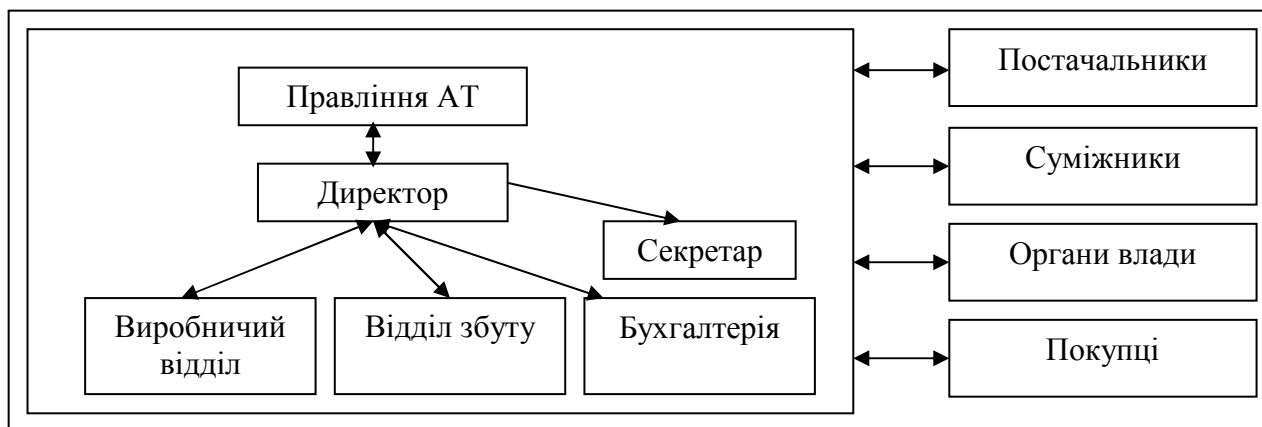 Правління АТ
Директор
Секретар
Виробничий
відділ
Відділ збуту
Бухгалтерія
Постачальники
Суміжники
Органи влади
Покупці